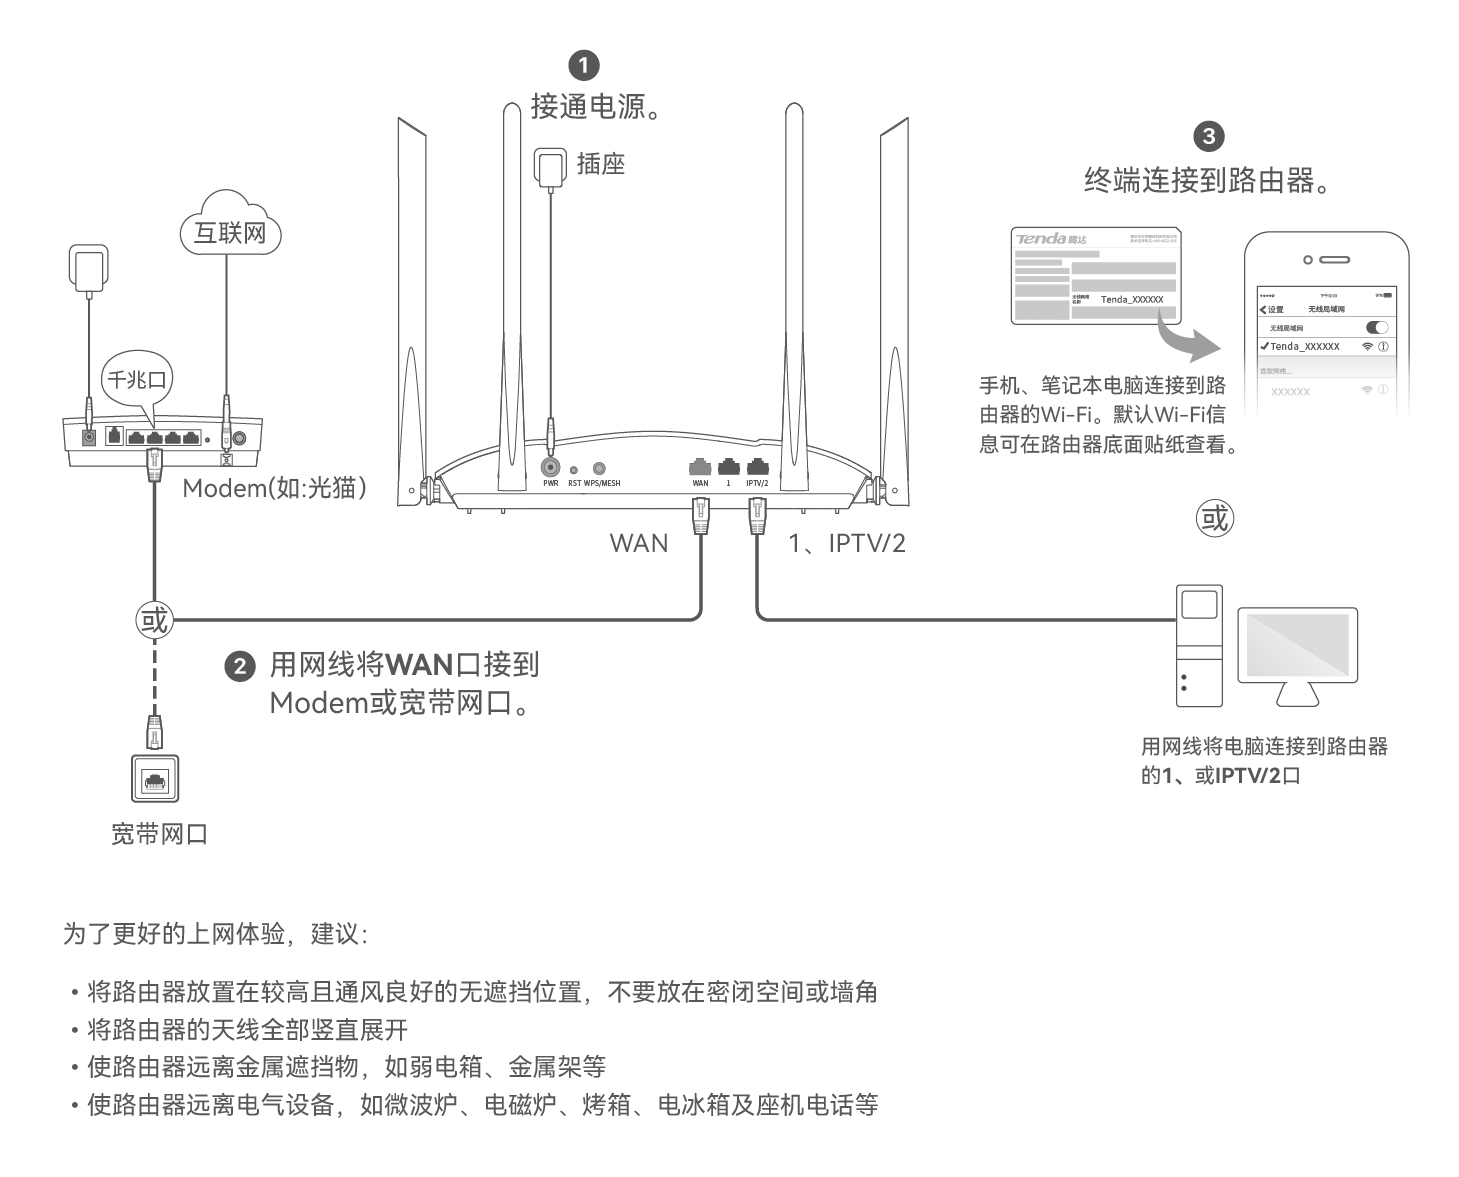 1
接通电源。
插座
互联网
千兆口
Modem(如:光猫)
PWR
RST WPS/MESH
WAN
1
IPTV/2
WAN
1、IPTV/2
或
2 用网线将WAN口接到
Modem或宽带网口。
宽带网口
3
终端连接到路由器。
Tenda 腾达
无线网络
名称
Tenda_XXXXXX
设置
无线局域网
无线局域网
Tenda_XXXXXX
选取网络...
XXXXXX
手机、笔记本电脑连接到路
由器的Wi-Fi。默认Wi-Fi信
息可在路由器底面贴纸查看。
或
用网线将电脑连接到路由器
的1、或IPTV/2口
为了更好的上网体验，建议：
• 将路由器放置在较高且通风良好的无遮挡位置，不要放在密闭空间或墙角
• 将路由器的天线全部竖直展开
• 使路由器远离金属遮挡物，如弱电箱、金属架等
• 使路由器远离电气设备，如微波炉、电磁炉、烤箱、电冰箱及座机电话等